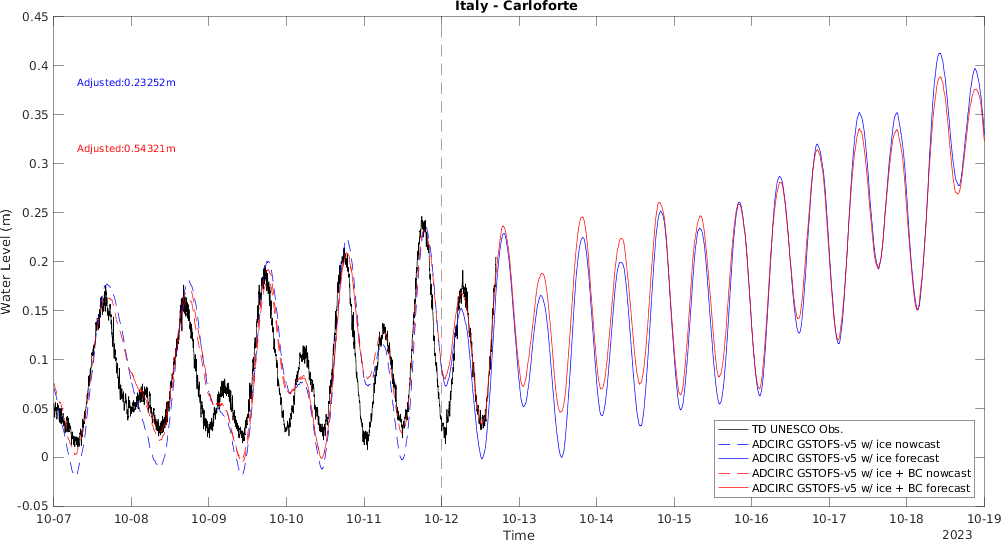 Italy - Carloforte
0.45
0.4
0.35
0.3
0.25
0.2
0.15
0.1
0.05
0
-0.05
Water Level (m)
Adjusted:0.23252m
Adjusted:0.54321m
TD UNESCO Obs.
ADCIRC GSTOFS-v5 w/ ice nowcast
ADCIRC GSTOFS-v5 w/ ice forecast
ADCIRC GSTOFS-v5 w/ ice + BC nowcast
ADCIRC GSTOFS-v5 w/ ice + BC forecast
10-07 10-08 10-09 10-10 10-11 10-12 10-13 10-14 10-15 10-16 10-17 10-18 10-19
Time
2023